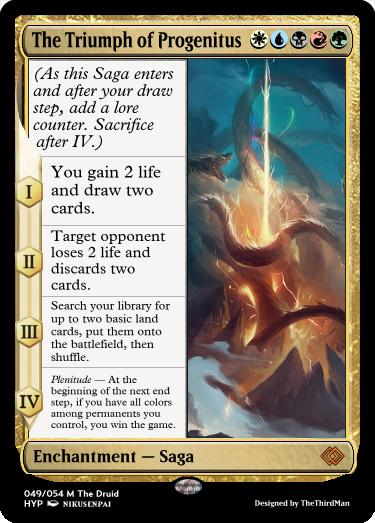 The Triumph of Progenitus
(As this Saga enters
and after your draw
step, add a lore
counter. Sacrifice
after IV.)
I
You gain 2 life
and draw two
cards.
II
Target opponent
loses 2 life and
discards two
cards.
III
Search your library for
up to two basic land
cards, put them onto
the battlefield, then
shuffle.
IV
Plenitude — At the
beginning of the next end
step, if you have all colors
among permanents you
control, you win the game.
Enchantment — Saga
049/054 M The Druid
HYP NIKUSENPAI
Designed by TheThirdMan